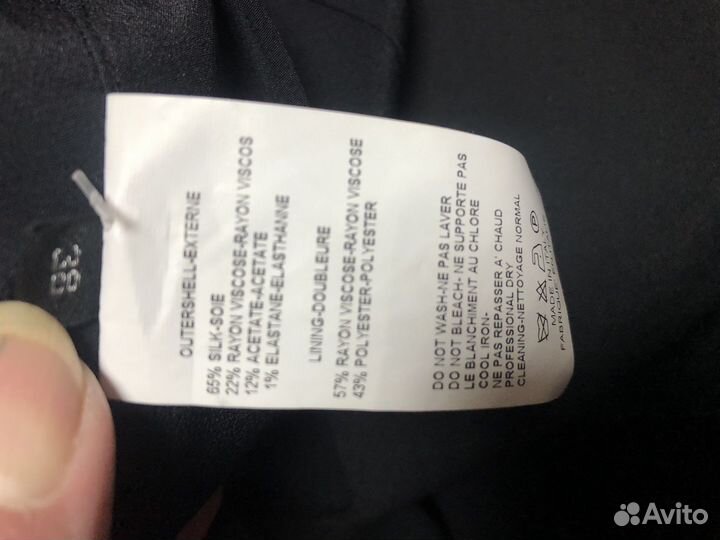 OUTERSHELL-EXTERNE
65% SILK-SOIE
22% RAYON VISCOSE-RAYON VISCOS
12% ACETATE-ACETATE
1% ELASTANE-ELASTHANNE
LINING-DOUBLEURE
57% RAYON VISCOSE-RAYON VISCOSE
43% POLYESTER-POLYESTER
DO NOT WASH-NE PAS LAVER
DO NOT BLEACH- NE SUPPORTE PAS
LE BLANCHIMENT AU CHLORE
COOL IRON-
NE PAS REPASSER A' CHAUD
PROFESSIONAL DRY
CLEANING-NETTOYAGE NORMAL
P
MADE IN ITALY
FABRIQUE
38
Avito